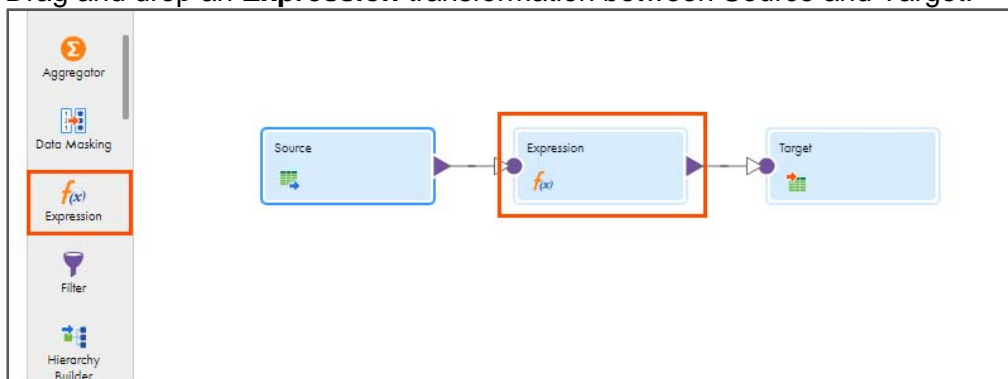 Drag and drop an Expression transformation between Source and Target.
Aggregator
Data Masking
f(x)
Expression
Filter
Hierarchy
Builder
Source
Expression
f(x)
Target